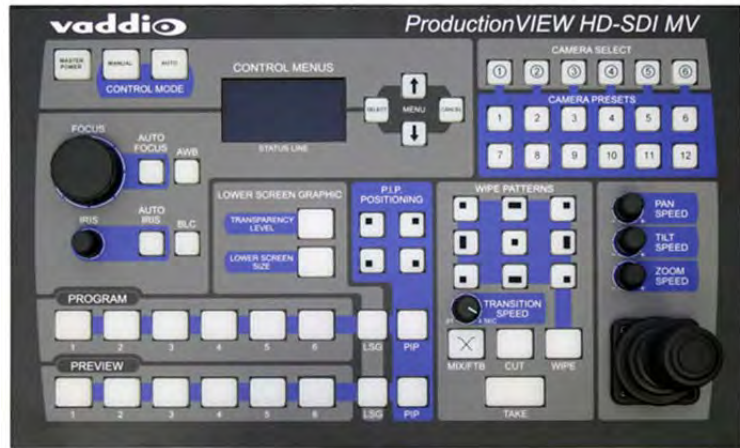 vaddio
ProductionVIEW HD-SDI MV
MASTER POWER
MANUAL
AUTO
CONTROL MODE
CONTROL MENUS
STATUS LINE
SELECT
MENU
CANCEL
CAMERA SELECT
1 2 3 4 5 6
CAMERA PRESETS
1 2 3 4 5 6
7 8 9 10 11 12
FOCUS
AUTO FOCUS
AWB
IRIS
AUTO IRIS
BLC
LOWER SCREEN GRAPHIC
TRANSPARENCY LEVEL
LOWER SCREEN SIZE
P.I.P. POSITIONING
WIPE PATTERNS
TRANSITION SPEED
PAN SPEED
TILT SPEED
ZOOM SPEED
PROGRAM
1 2 3 4 5 6 LSG PIP
MIX/FTB CUT WIPE
PREVIEW
1 2 3 4 5 6 LSG PIP
TAKE